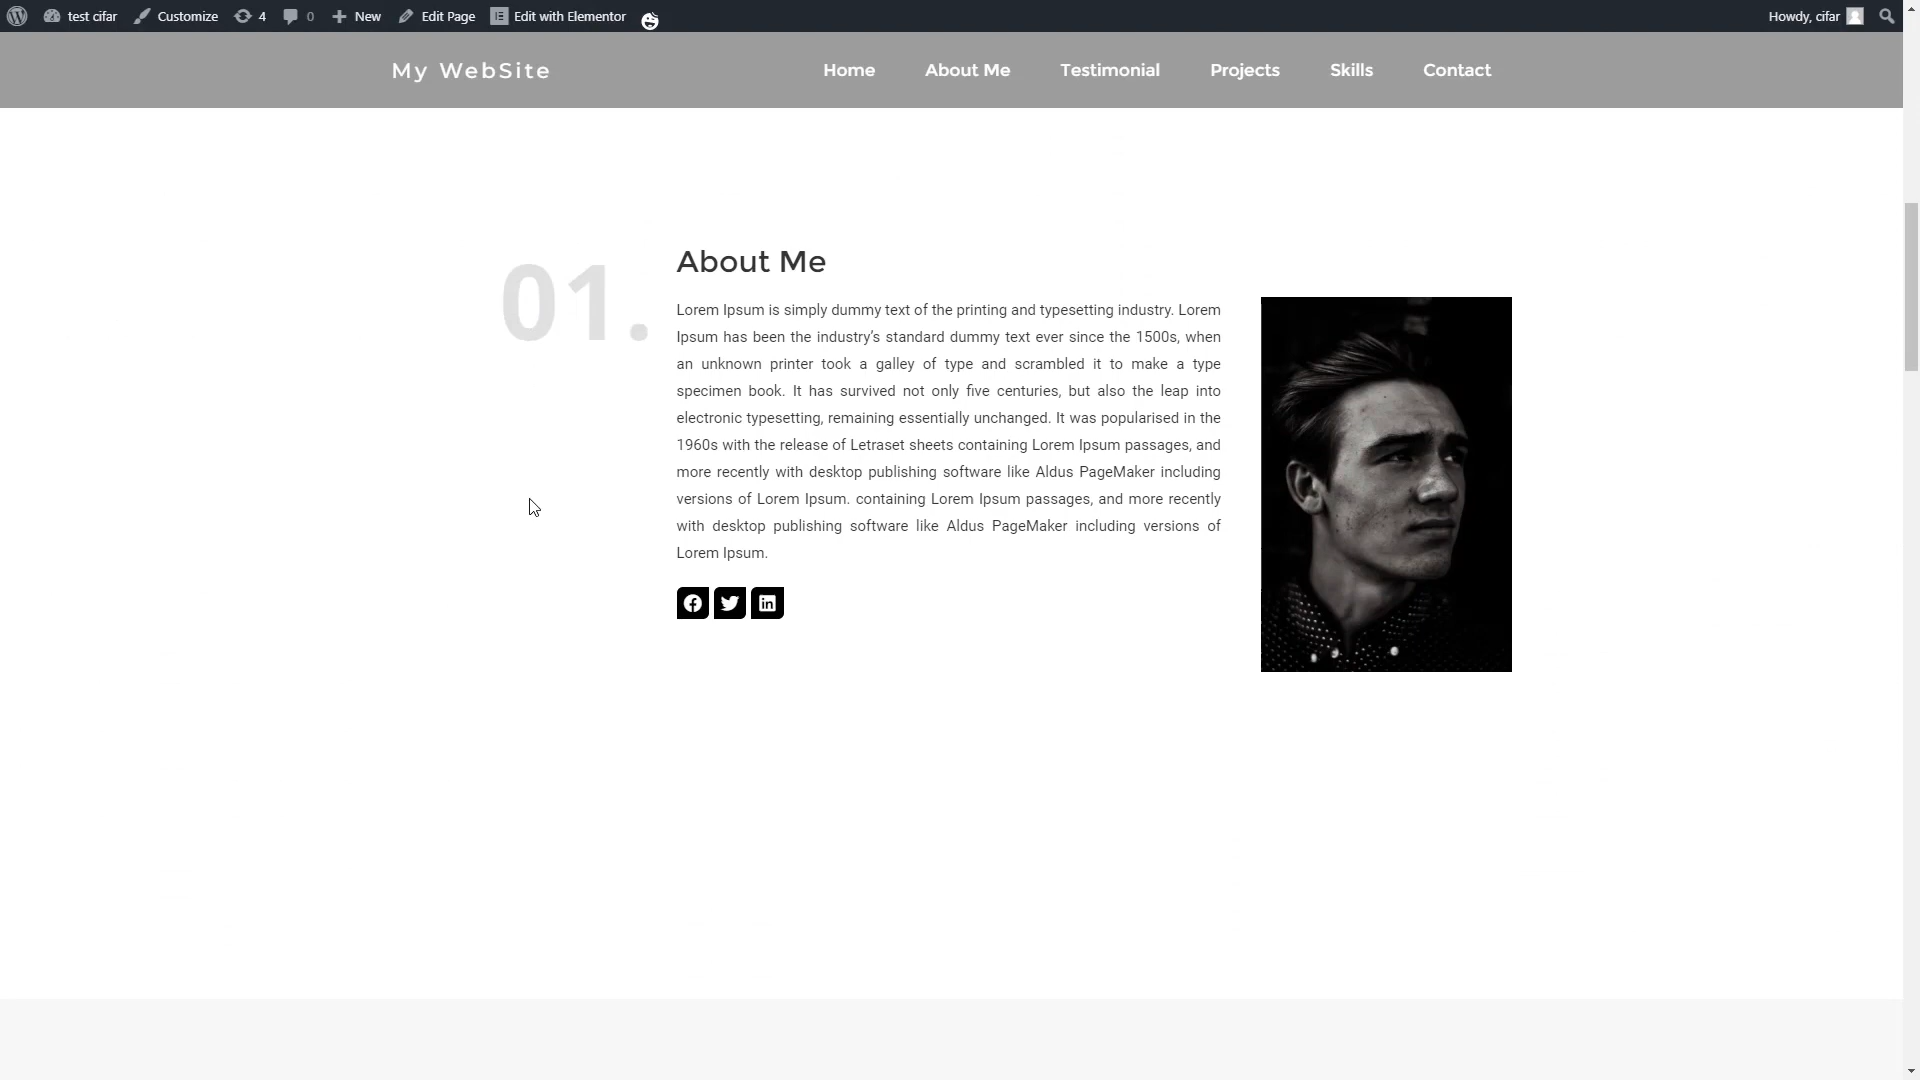 test cifar Customize 4 0 New Edit Page Edit with Elementor Howdy, cifar
My WebSite Home About Me Testimonial Projects Skills Contact
01.
About Me
Lorem Ipsum is simply dummy text of the printing and typesetting industry. Lorem
Ipsum has been the industry’s standard dummy text ever since the 1500s, when
an unknown printer took a galley of type and scrambled it to make a type
specimen book. It has survived not only five centuries, but also the leap into
electronic typesetting, remaining essentially unchanged. It was popularised in the
1960s with the release of Letraset sheets containing Lorem Ipsum passages, and
more recently with desktop publishing software like Aldus PageMaker including
versions of Lorem Ipsum. containing Lorem Ipsum passages, and more recently
with desktop publishing software like Aldus PageMaker including versions of
Lorem Ipsum.